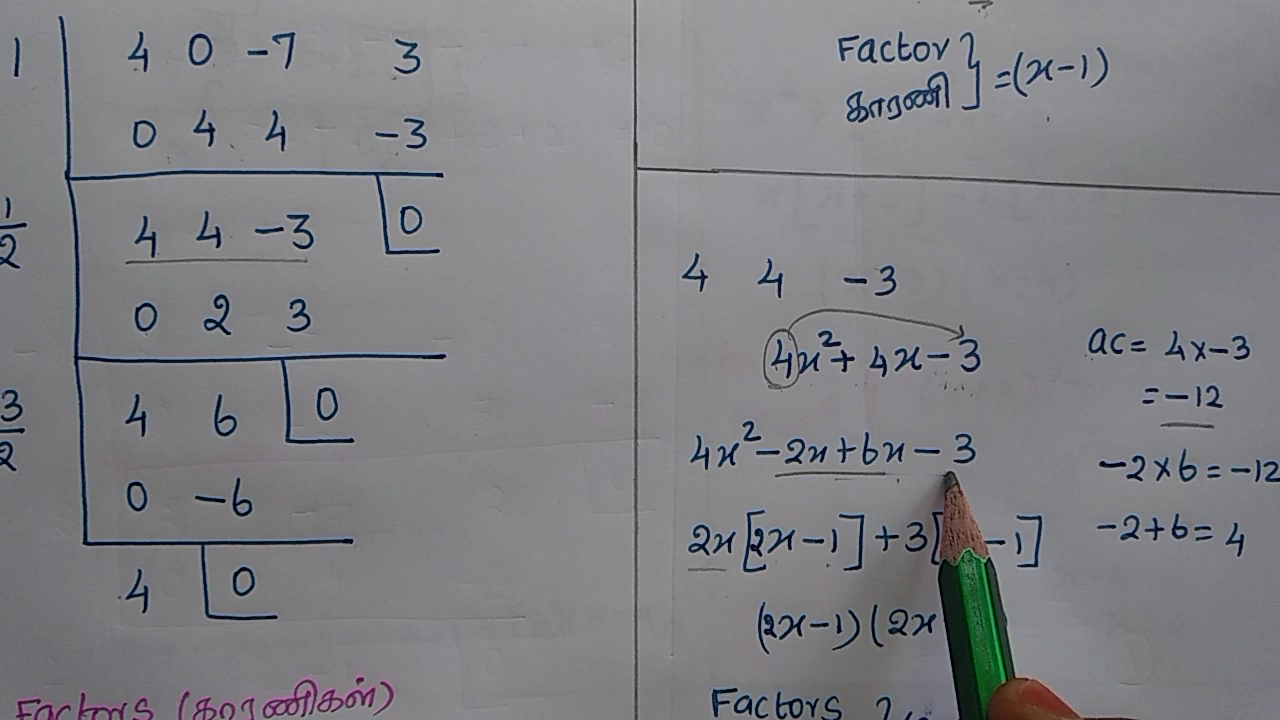 1 4 0 -7 3
0 4 4 -3
1/2 4 4 -3 0
0 2 3
3/2 4 6 0
0 -6
4 0
Factors (காரணிகள்)
Factor
காரணி } = (x-1)
4 4 -3
4x² + 4x - 3
ac = 4x-3
= -12
4x² - 2x + 6x - 3
-2x6 = -12
2x[2x-1] + 3[ -1]
-2+6 = 4
(2x-1) (2x
Factors